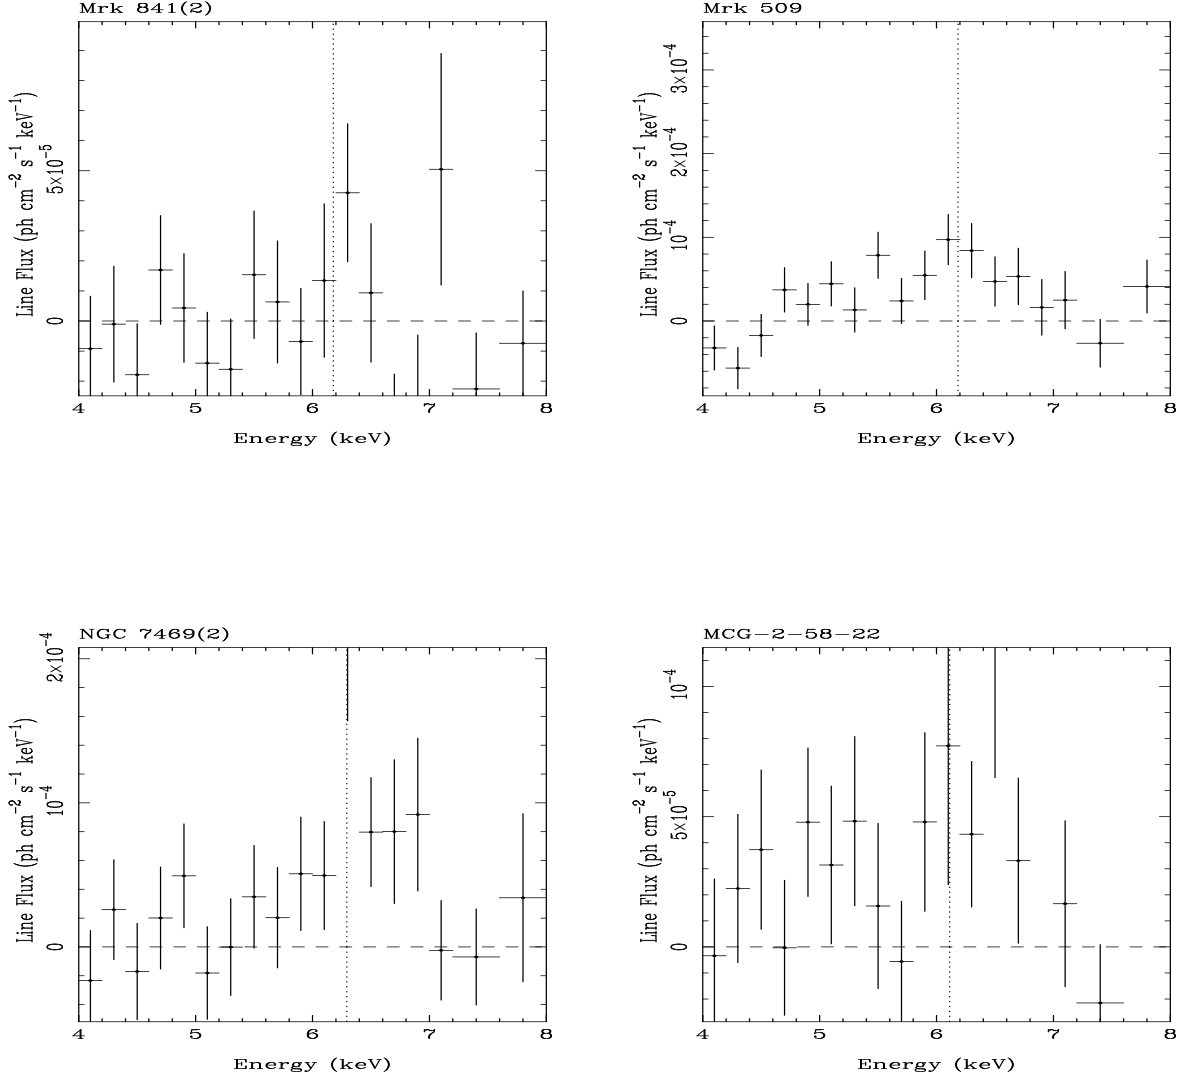 Mrk 841(2)
Line Flux (ph cm⁻² s⁻¹ keV⁻¹)
5×10⁻⁵
0
4 5 6 7 8
Energy (keV)
Mrk 509
Line Flux (ph cm⁻² s⁻¹ keV⁻¹)
3×10⁻⁴
2×10⁻⁴
10⁻⁴
0
4 5 6 7 8
Energy (keV)
NGC 7469(2)
Line Flux (ph cm⁻² s⁻¹ keV⁻¹)
2×10⁻⁴
10⁻⁴
0
4 5 6 7 8
Energy (keV)
MCG−2−58−22
Line Flux (ph cm⁻² s⁻¹ keV⁻¹)
10⁻⁴
5×10⁻⁵
0
4 5 6 7 8
Energy (keV)